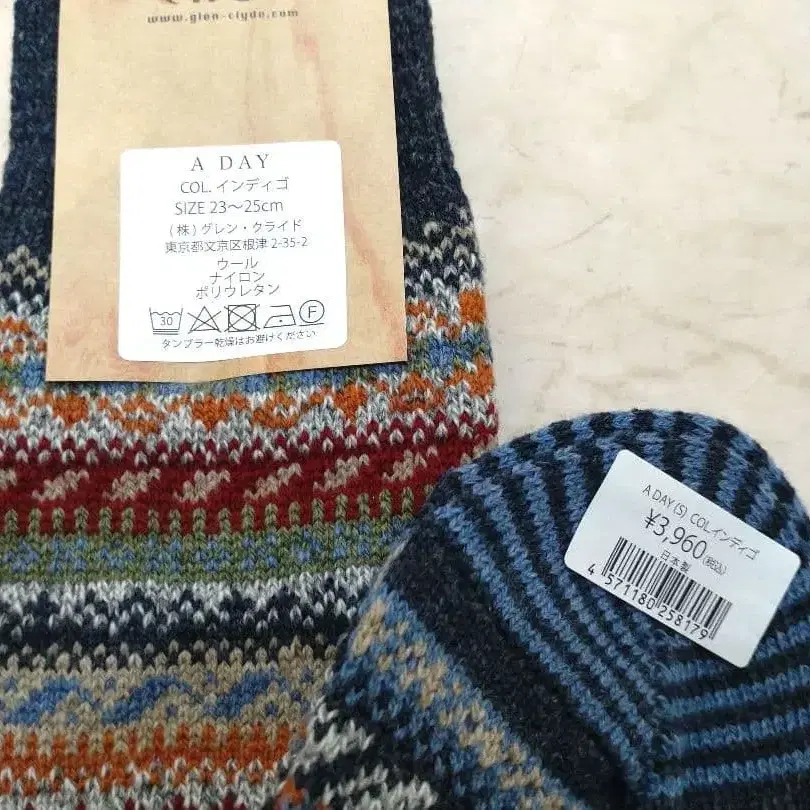 www.glen-clyde.com
A DAY
COL. インディゴ
SIZE 23〜25cm
(株)グレン・クライド
東京都文京区根津 2-35-2
ウール
ナイロン
ポリウレタン
30 F
タンブラー乾燥はお避けください
A DAY (S) COL.インディゴ
¥3,960(税込)
日本製
4 571180 258179